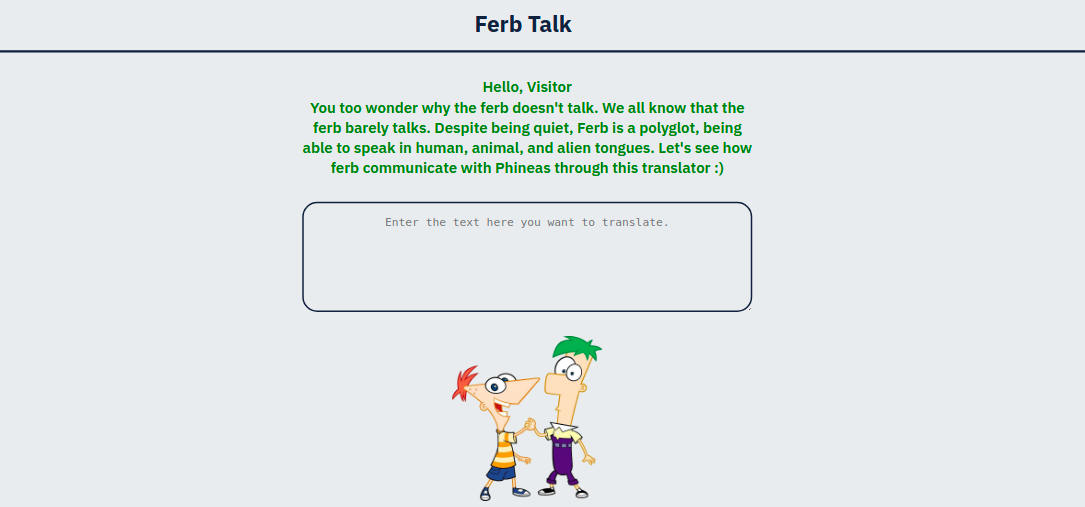 Ferb Talk
Hello, Visitor
You too wonder why the ferb doesn't talk. We all know that the
ferb barely talks. Despite being quiet, Ferb is a polyglot, being
able to speak in human, animal, and alien tongues. Let's see how
ferb communicate with Phineas through this translator :)
Enter the text here you want to translate.